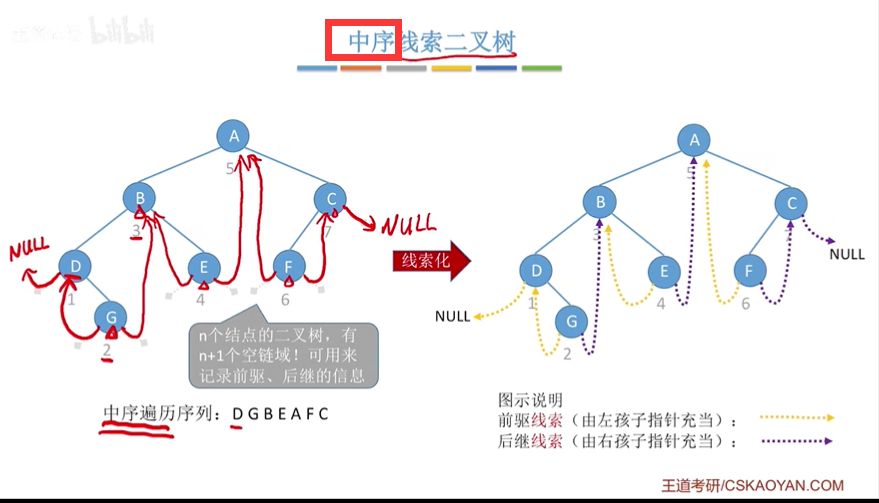 bilibili
中序线索二叉树
A
5
B
3
C
7
NULL
NULL
D
1
E
4
F
6
G
2
n个结点的二叉树，有
n+1个空链域！可用来
记录前驱、后继的信息
中序遍历序列：D G B E A F C
线索化
A
5
B
3
C
7
NULL
D
1
E
4
F
6
NULL
G
2
图示说明
前驱线索（由左孩子指针充当）：
后继线索（由右孩子指针充当）：
王道考研/CSKAOYAN.COM